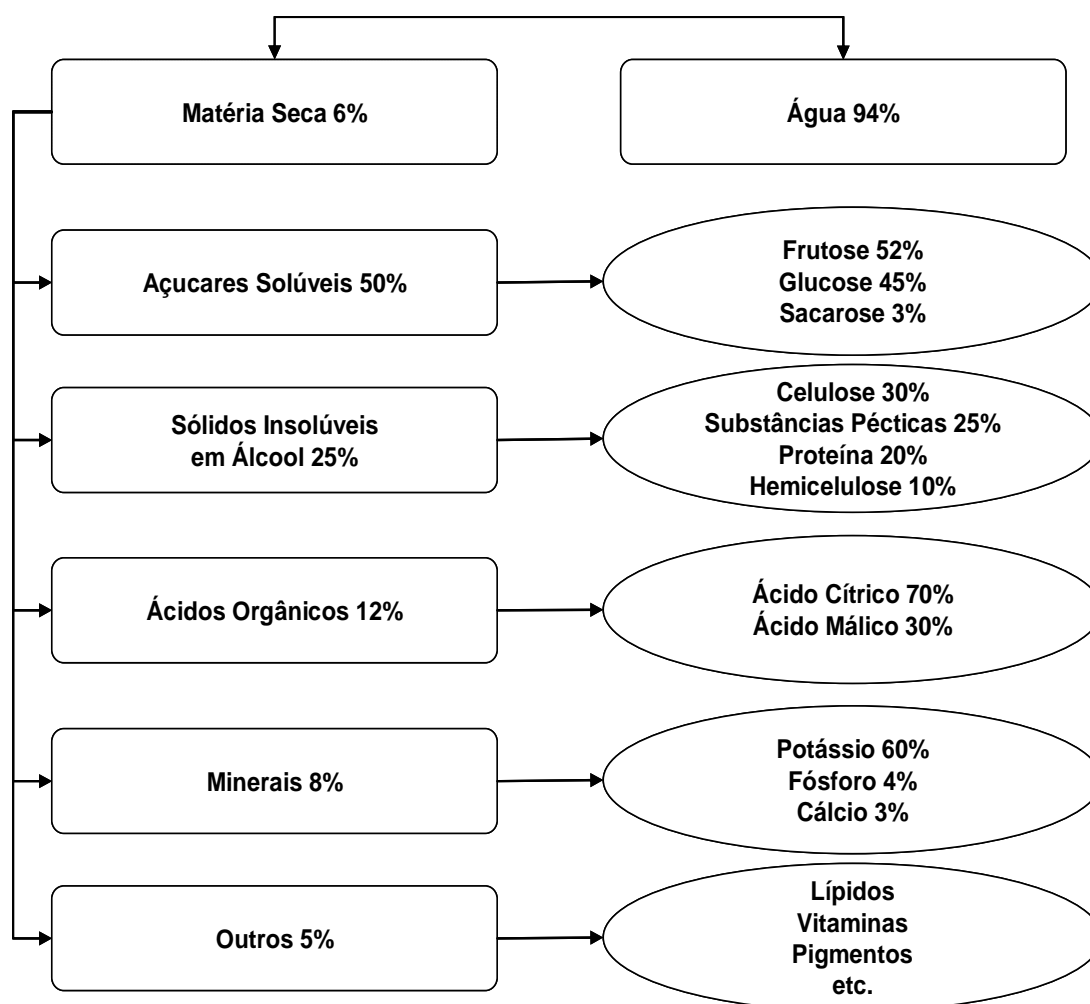 Matéria Seca 6%
Água 94%
Açucares Solúveis 50%
Frutose 52%
Glucose 45%
Sacarose 3%
Sólidos Insolúveis
em Álcool 25%
Celulose 30%
Substâncias Pécticas 25%
Proteína 20%
Hemicelulose 10%
Ácidos Orgânicos 12%
Ácido Cítrico 70%
Ácido Málico 30%
Minerais 8%
Potássio 60%
Fósforo 4%
Cálcio 3%
Outros 5%
Lípidos
Vitaminas
Pigmentos
etc.